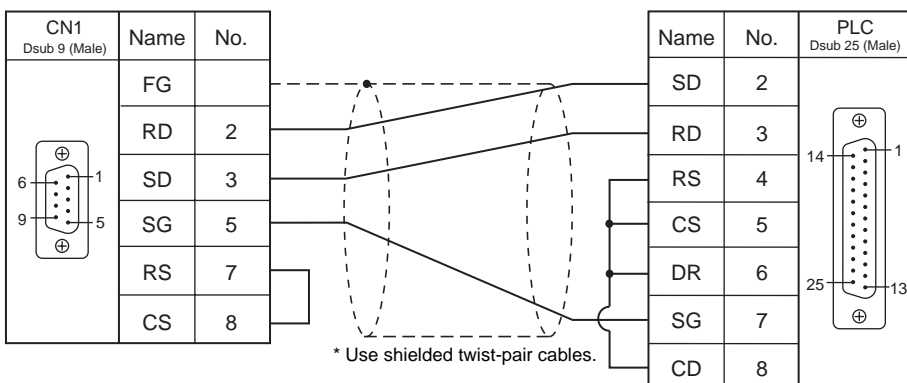 CN1
Dsub 9 (Male)
Name No.
FG
RD 2
SD 3
SG 5
RS 7
CS 8
6 1
9 5
* Use shielded twist-pair cables.
Name No.
PLC
Dsub 25 (Male)
SD 2
RD 3
RS 4
CS 5
DR 6
SG 7
CD 8
14 1
25 13